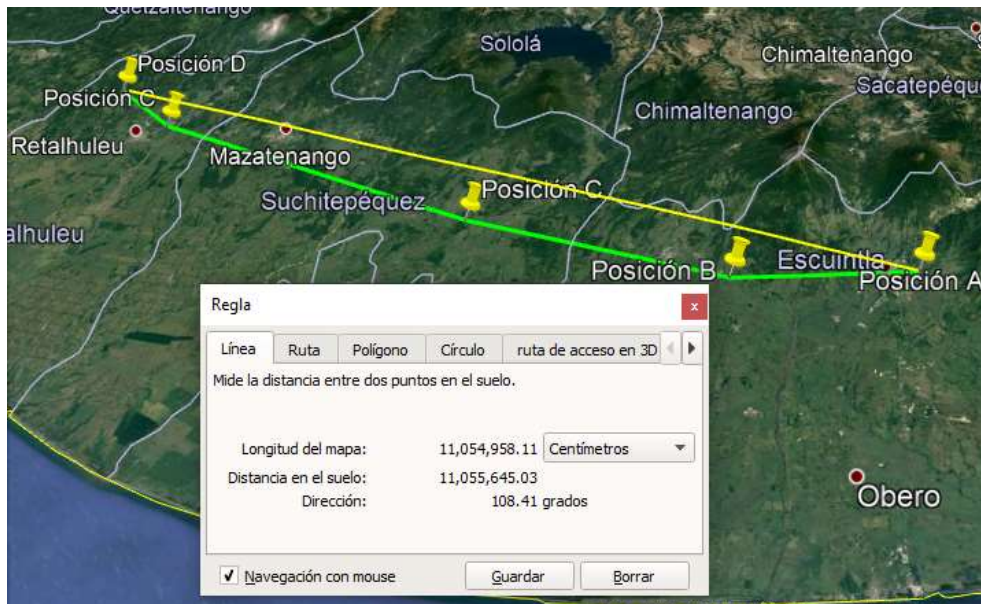 Quetzaltenango
Sololá
Chimaltenango
Posición D
Sacatepéqu
Posición C
Chimaltenango
Retalhuleu
Mazatenango
Posición C
Suchitepéquez
alhuleu
Posición B
Escuintla
Posición A
Regla
x
Línea Ruta Polígono Círculo ruta de acceso en 3D
Mide la distancia entre dos puntos en el suelo.
Longitud del mapa: 11,054,958.11 Centímetros
Distancia en el suelo: 11,055,645.03
Dirección: 108.41 grados
Obero
Navegación con mouse Guardar Borrar